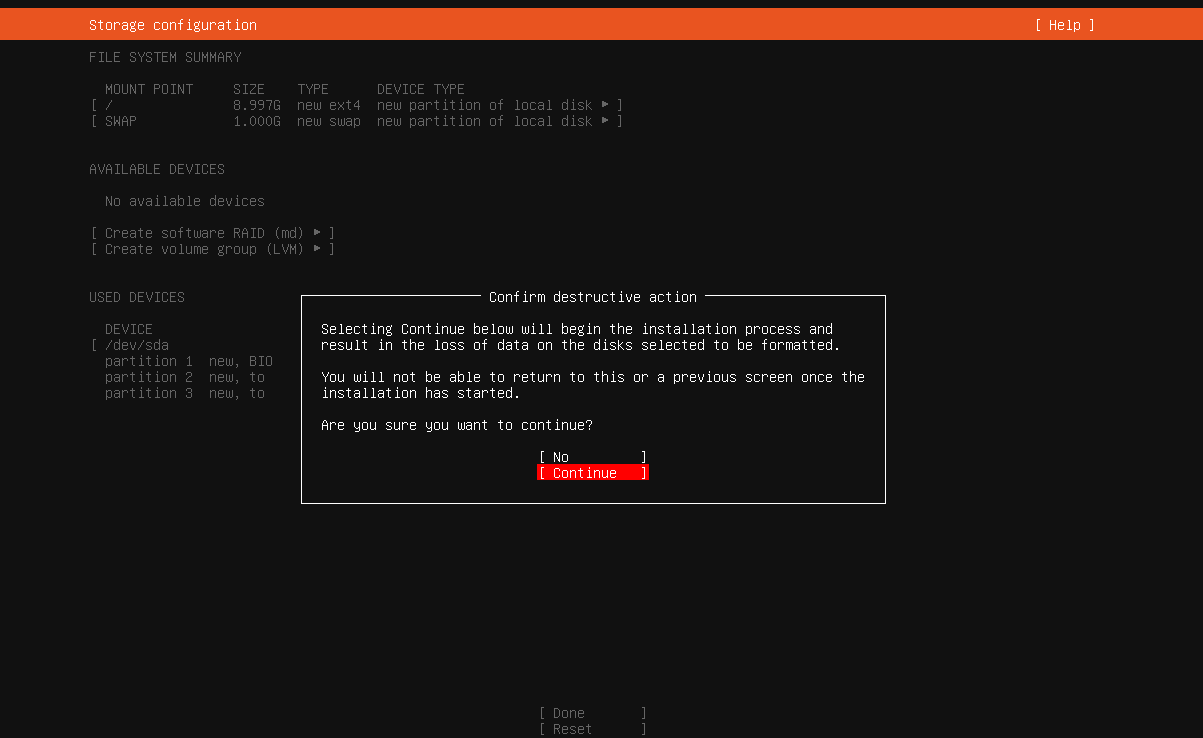 Storage configuration [ Help ]
FILE SYSTEM SUMMARY
MOUNT POINT SIZE TYPE DEVICE TYPE
[ / 8.997G new ext4 new partition of local disk ▸ ]
[ SWAP 1.000G new swap new partition of local disk ▸ ]
AVAILABLE DEVICES
No available devices
[ Create software RAID (md) ▸ ]
[ Create volume group (LVM) ▸ ]
USED DEVICES
DEVICE
[ /dev/sda
partition 1 new, BIO
partition 2 new, to
partition 3 new, to
Confirm destructive action
Selecting Continue below will begin the installation process and
result in the loss of data on the disks selected to be formatted.
You will not be able to return to this or a previous screen once the
installation has started.
Are you sure you want to continue?
[ No ]
[ Continue ]
[ Done ]
[ Reset ]